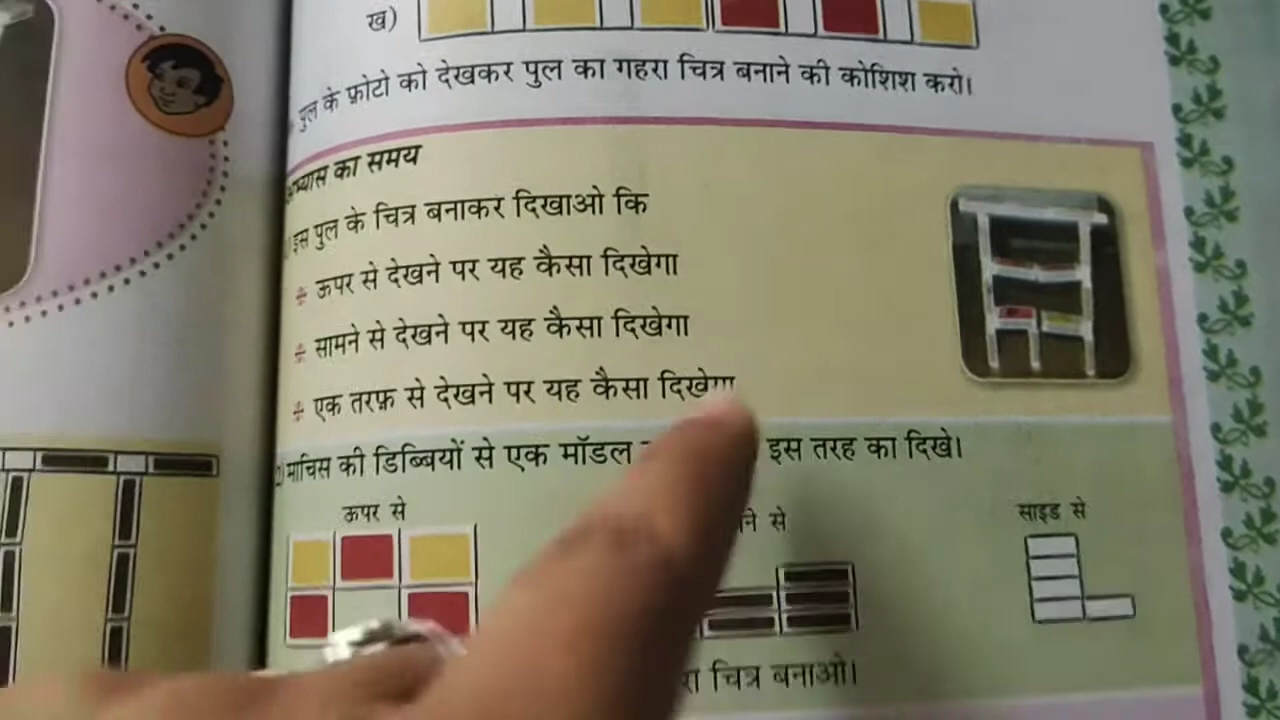 ख)
पुल के फ़ोटो को देखकर पुल का गहरा चित्र बनाने की कोशिश करो।
का समय
इस पुल के चित्र बनाकर दिखाओ कि
ऊपर से देखने पर यह कैसा दिखेगा
सामने से देखने पर यह कैसा दिखेगा
एक तरफ़ से देखने पर यह कैसा दिखेगा
माचिस की डिब्बियों से एक मॉडल इस तरह का दिखे।
ऊपर से
से
साइड से
चित्र बनाओ।